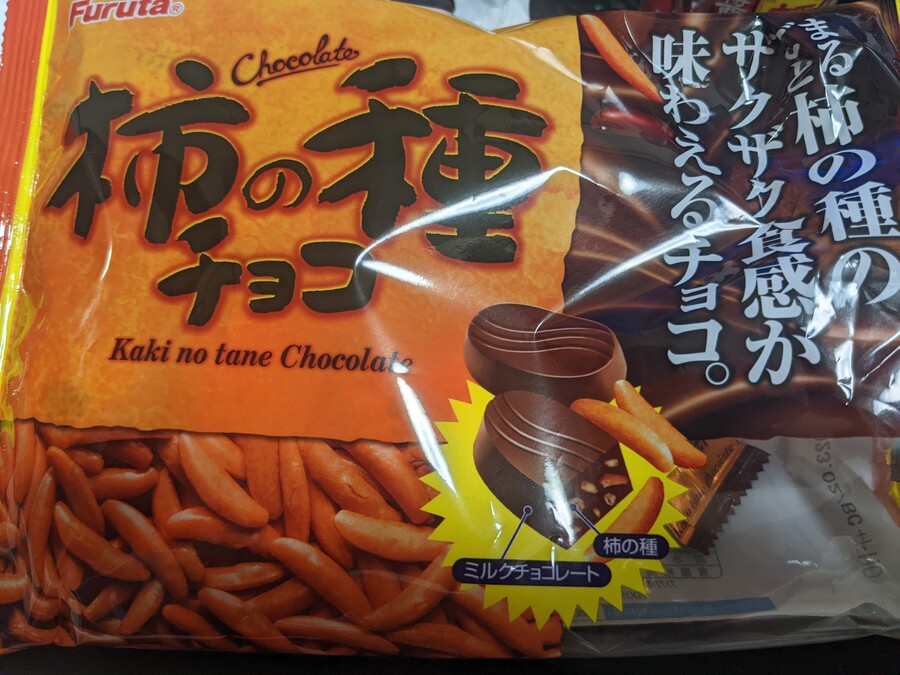 Furuta®
Chocolate
柿の種
チョコ
Kaki no tane Chocolate
まるごと柿の種の
ザクザク食感が
味わえるチョコ。
柿の種
ミルクチョコレート